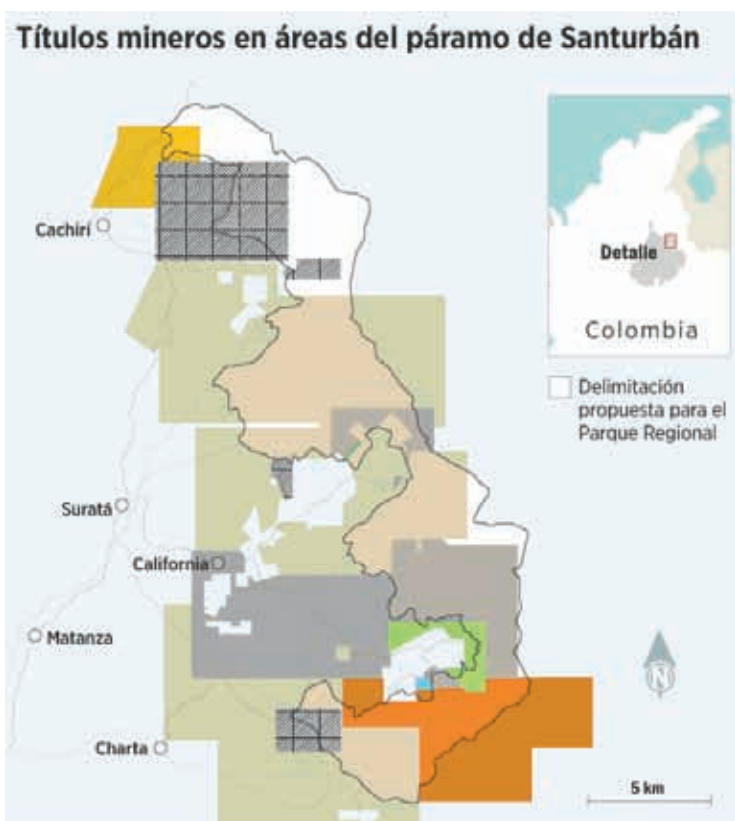 Títulos mineros en áreas del páramo de Santurbán
Detalle
Colombia
Delimitación
propuesta para el
Parque Regional
Cachirí
Suratá
California
Matanza
Charta
N
5 km